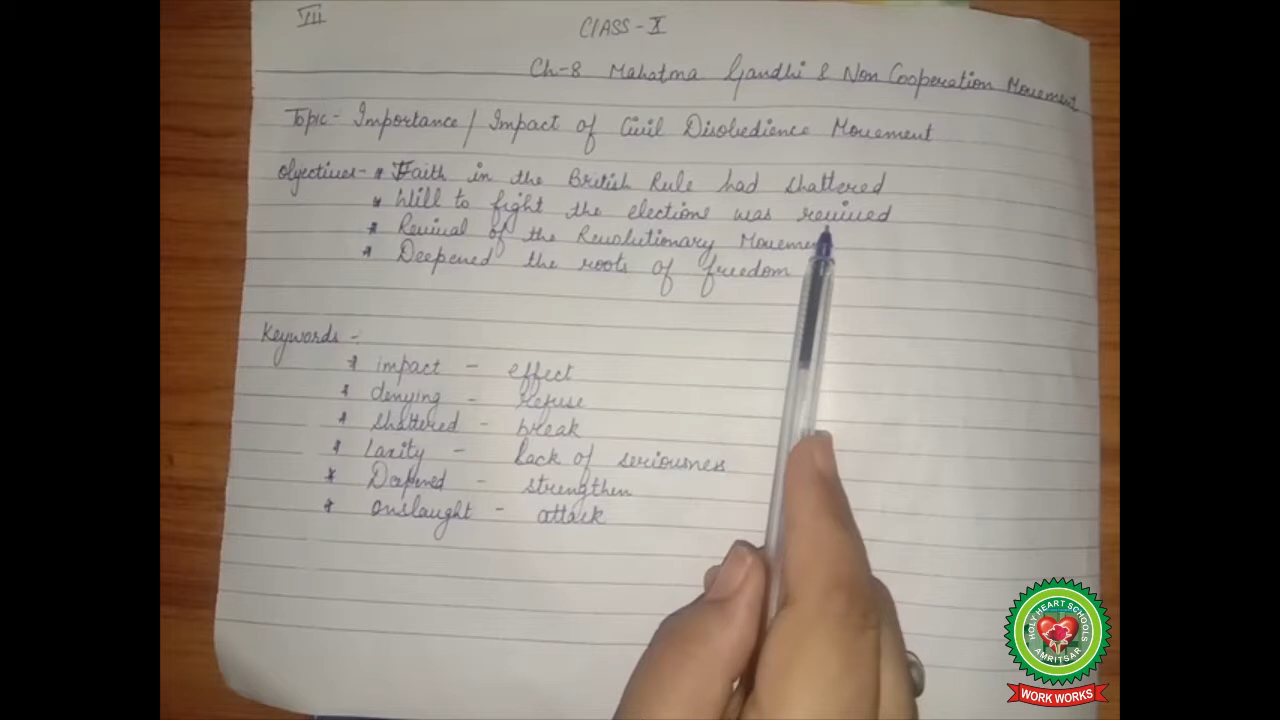 VII
CLASS-X
Ch-8 Mahatma Gandhi & Non Cooperation Movement
Topic- Importance/Impact of Civil Disobedience Movement
Objectives- * Faith in the British Rule had shattered
* Will to fight the elections was revived
* Revival of the Revolutionary Movement
* Deepened the roots of freedom
Keywords -
* impact - effect
* denying - refuse
* shattered - break
* Laxity - lack of seriousness
* Deepned - strengthen
* onslaught - attack
HOLY HEART SCHOOLS
AMRITSAR
WORK WORKS